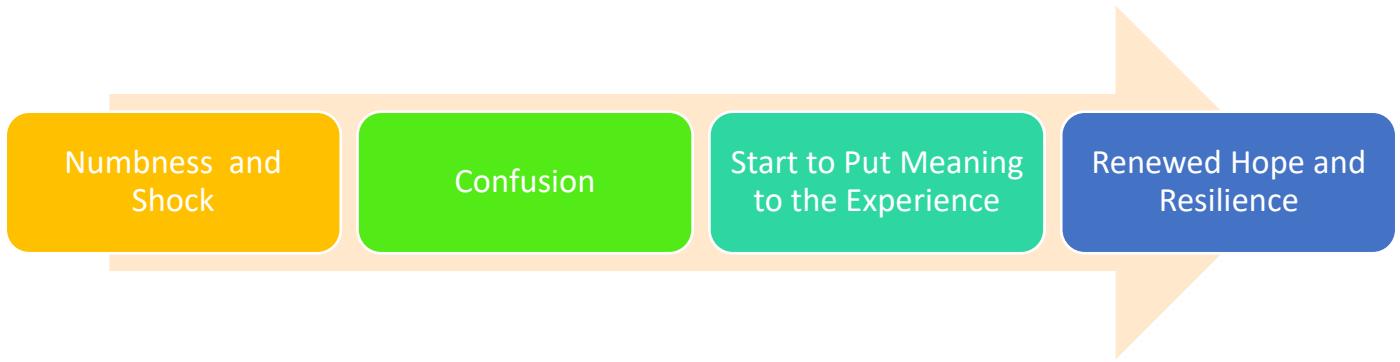 Numbness  and
Shock
Confusion
Start to Put Meaning
to the Experience
Renewed Hope and
Resilience